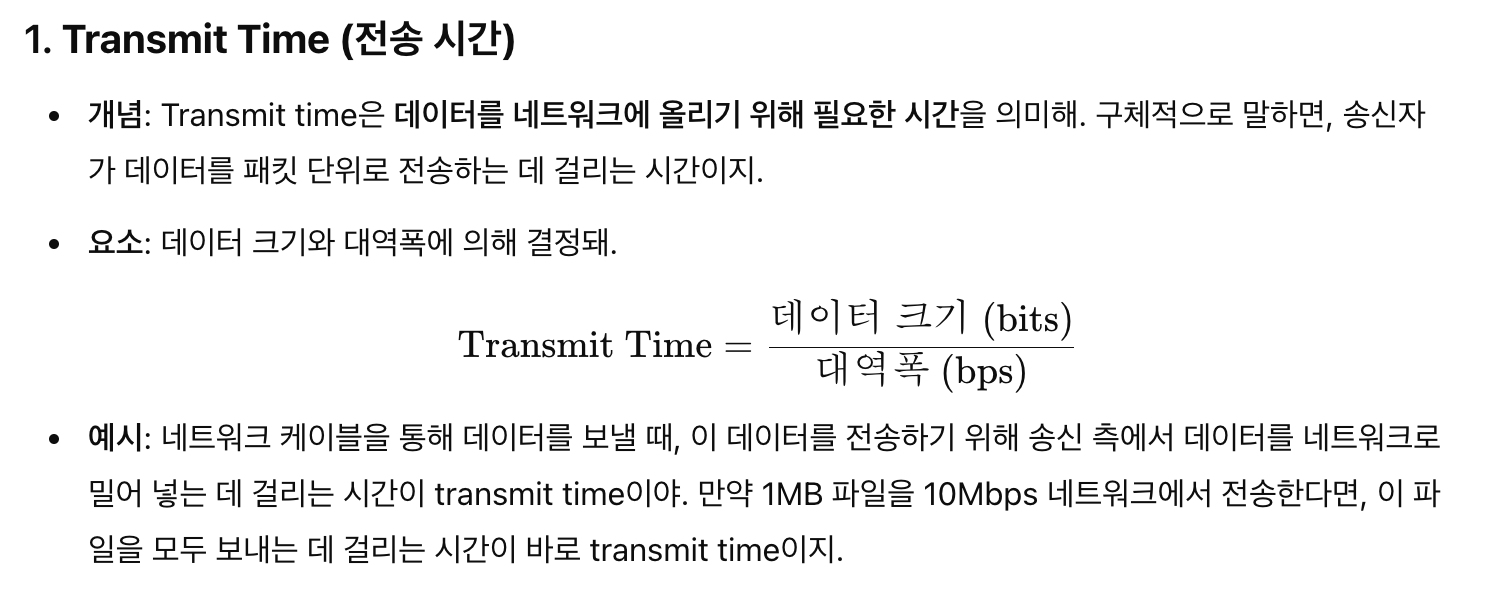 1. Transmit Time (전송 시간)
• 개념: Transmit time은 데이터를 네트워크에 올리기 위해 필요한 시간을 의미해. 구체적으로 말하면, 송신자
가 데이터를 패킷 단위로 전송하는 데 걸리는 시간이지.
• 요소: 데이터 크기와 대역폭에 의해 결정돼.
Transmit Time = 데이터 크기 (bits) / 대역폭 (bps)
• 예시: 네트워크 케이블을 통해 데이터를 보낼 때, 이 데이터를 전송하기 위해 송신 측에서 데이터를 네트워크로
밀어 넣는 데 걸리는 시간이 transmit time이야. 만약 1MB 파일을 10Mbps 네트워크에서 전송한다면, 이 파
일을 모두 보내는 데 걸리는 시간이 바로 transmit time이지.